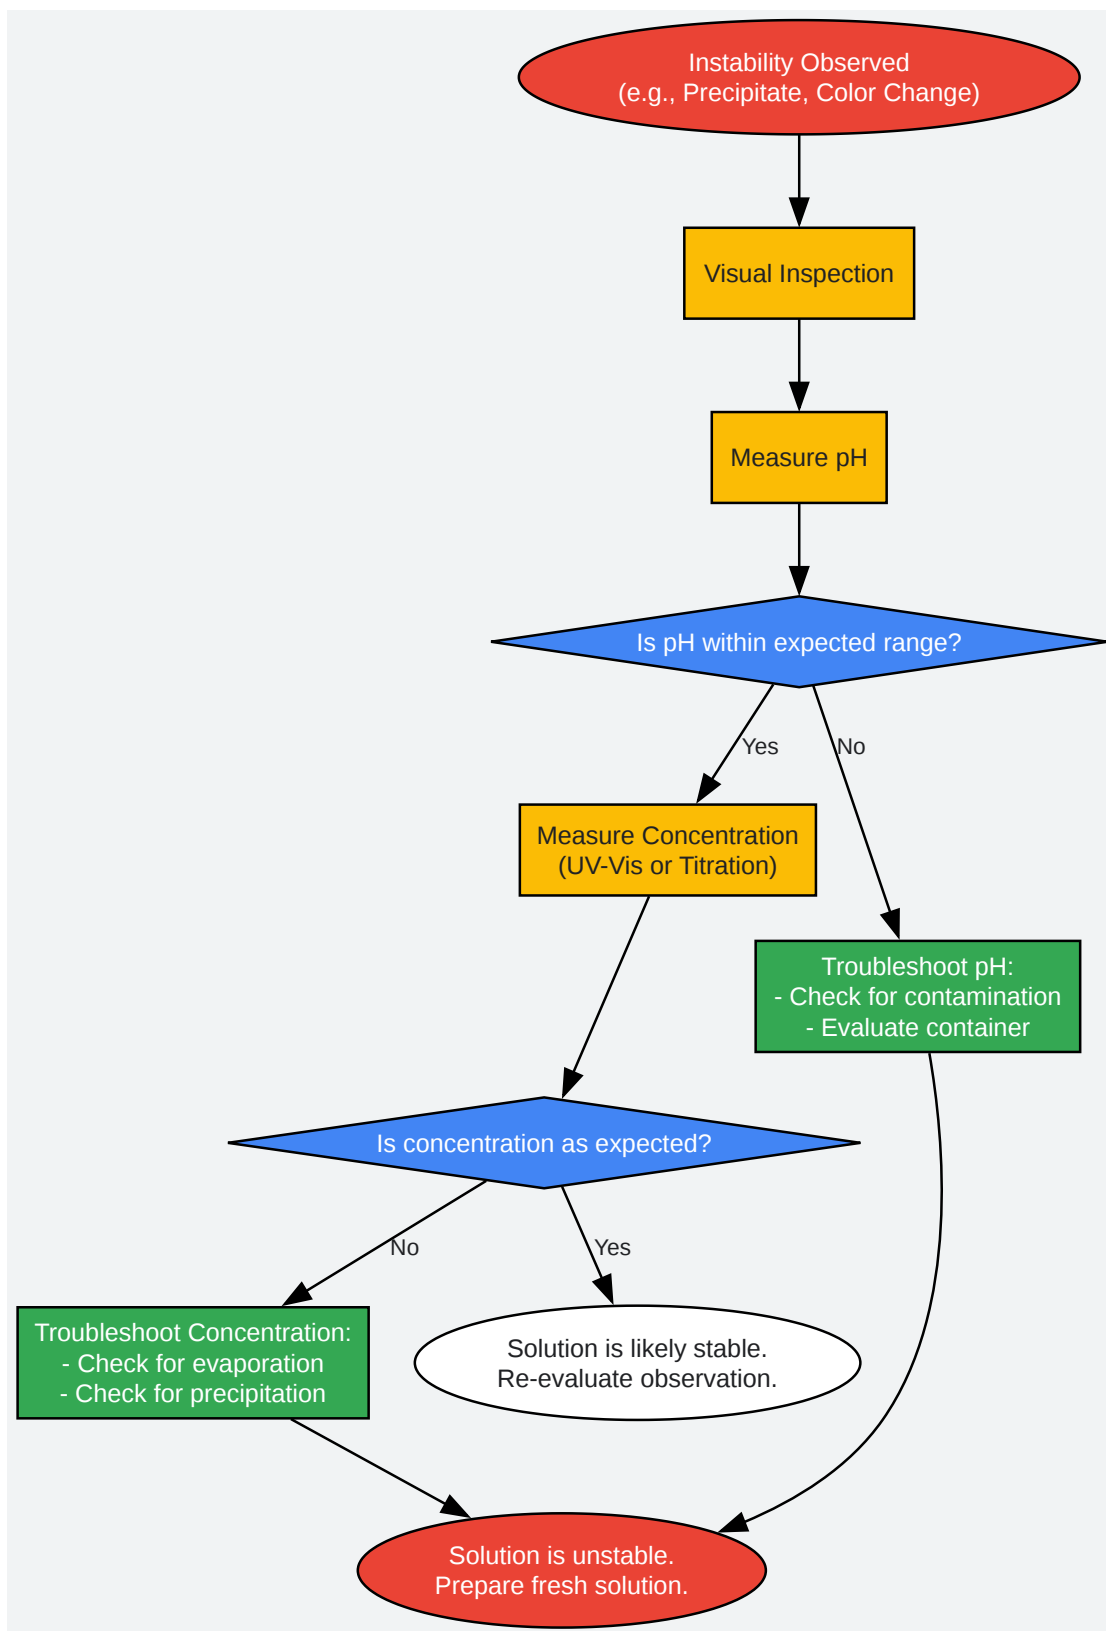 Instability Observed
(e.g., Precipitate, Color Change)
Visual Inspection
Measure pH
Is pH within expected range?
Yes
No
Measure Concentration
(UV-Vis or Titration)
Troubleshoot pH:
- Check for contamination
- Evaluate container
Is concentration as expected?
No
Yes
Troubleshoot Concentration:
- Check for evaporation
- Check for precipitation
Solution is likely stable.
Re-evaluate observation.
Solution is unstable.
Prepare fresh solution.